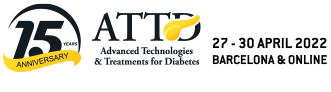 15
YEARS
ANNIVERSARY
ATTD
Advanced Technologies
& Treatments for Diabetes
27 - 30 APRIL 2022
BARCELONA & ONLINE